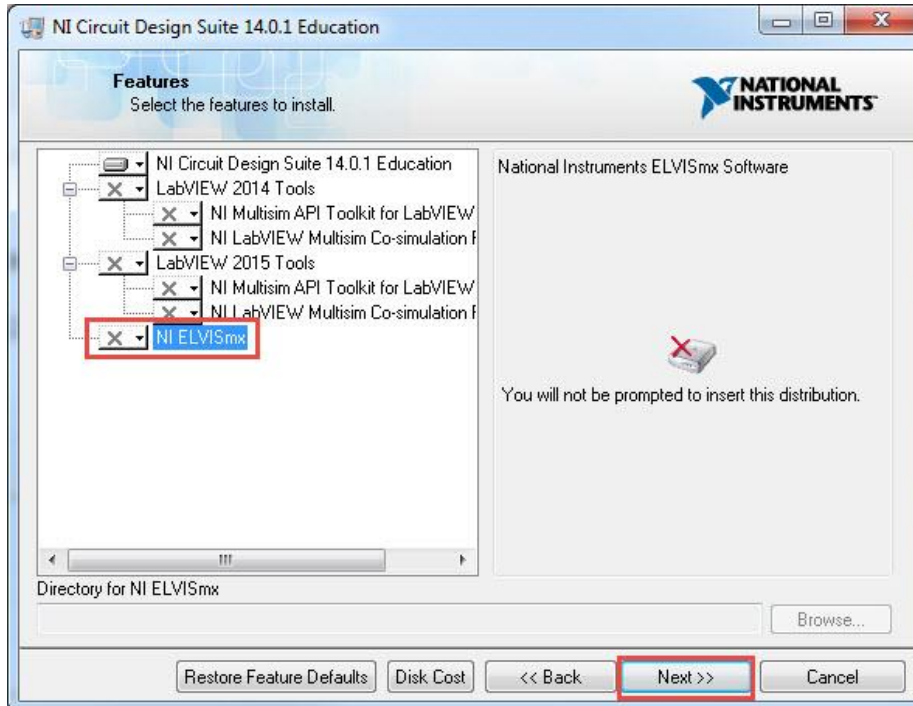 NI Circuit Design Suite 14.0.1 Education
Features
Select the features to install.
NATIONAL
INSTRUMENTS
NI Circuit Design Suite 14.0.1 Education
LabVIEW 2014 Tools
NI Multisim API Toolkit for LabVIEW
NI LabVIEW Multisim Co-simulation
LabVIEW 2015 Tools
NI Multisim API Toolkit for LabVIEW
NI LabVIEW Multisim Co-simulation
NI ELVISmx
National Instruments ELVISmx Software
You will not be prompted to insert this distribution.
Directory for NI ELVISmx
Browse...
Restore Feature Defaults
Disk Cost
<< Back
Next >>
Cancel